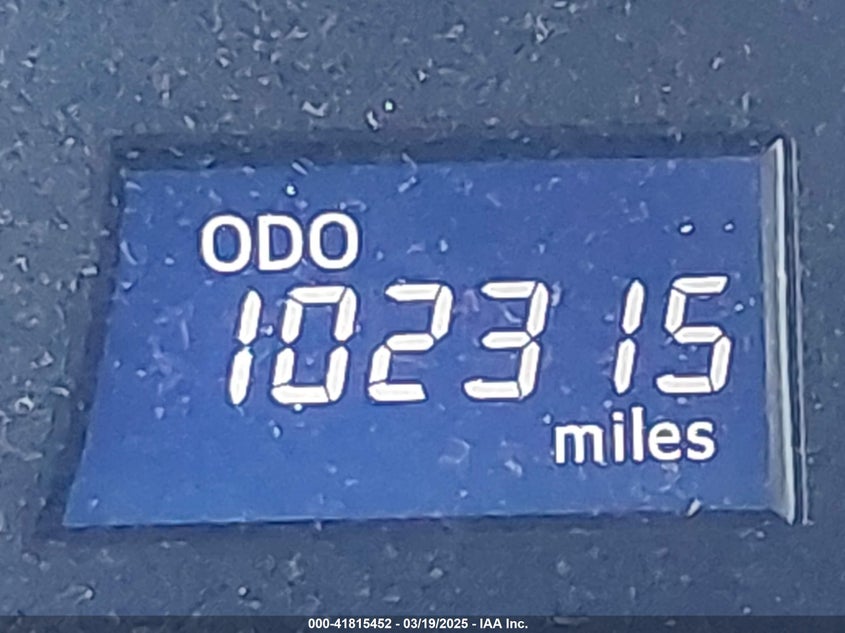 ODO
102315
miles
000-41815452 - 03/19/2025 - IAA Inc.